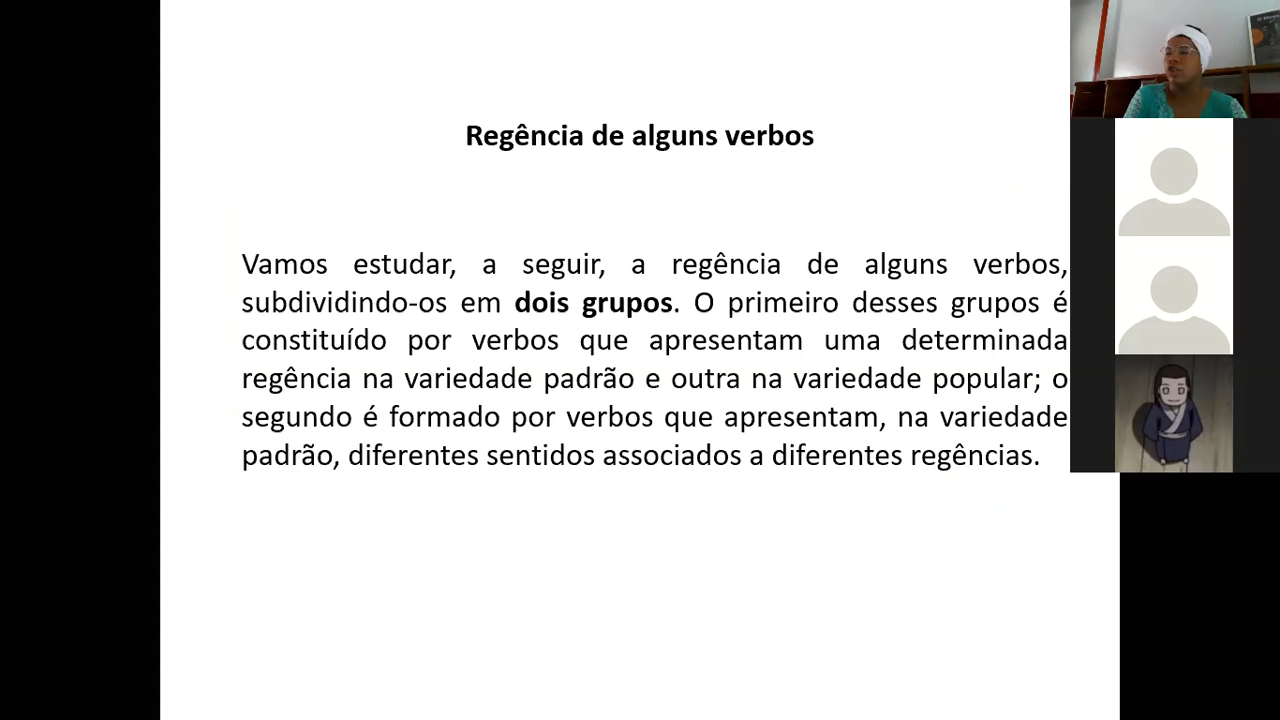 Regência de alguns verbos
Vamos estudar, a seguir, a regência de alguns verbos,
subdividindo-os em dois grupos. O primeiro desses grupos é
constituído por verbos que apresentam uma determinada
regência na variedade padrão e outra na variedade popular; o
segundo é formado por verbos que apresentam, na variedade
padrão, diferentes sentidos associados a diferentes regências.